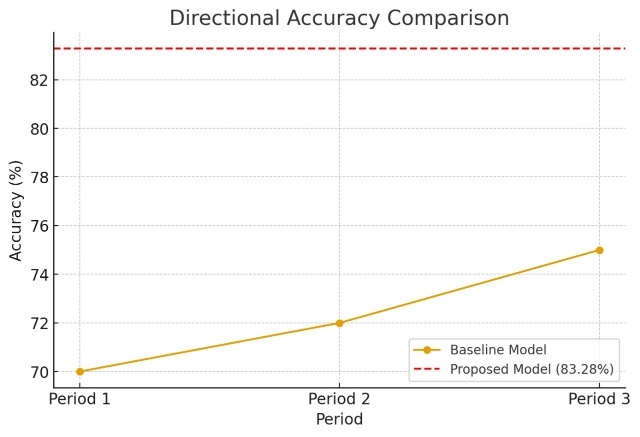 Directional Accuracy Comparison
Accuracy (%)
82
80
78
76
74
72
70
Baseline Model
Proposed Model (83.28%)
Period 1
Period 2
Period 3
Period